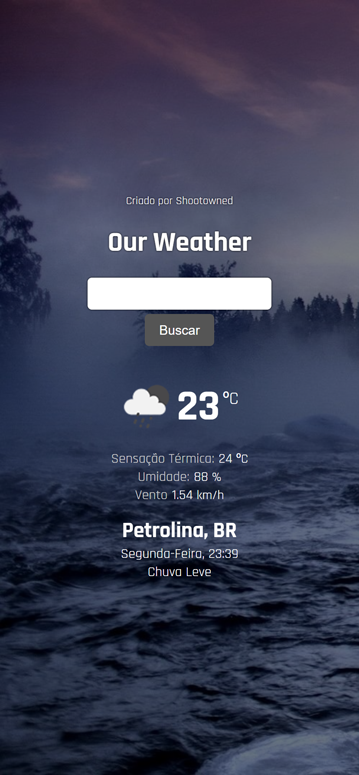 Criado por Shootowned
Our Weather
Buscar
23 °C
Sensação Térmica: 24 °C
Umidade: 88 %
Vento 1.54 km/h
Petrolina, BR
Segunda-Feira, 23:39
Chuva Leve